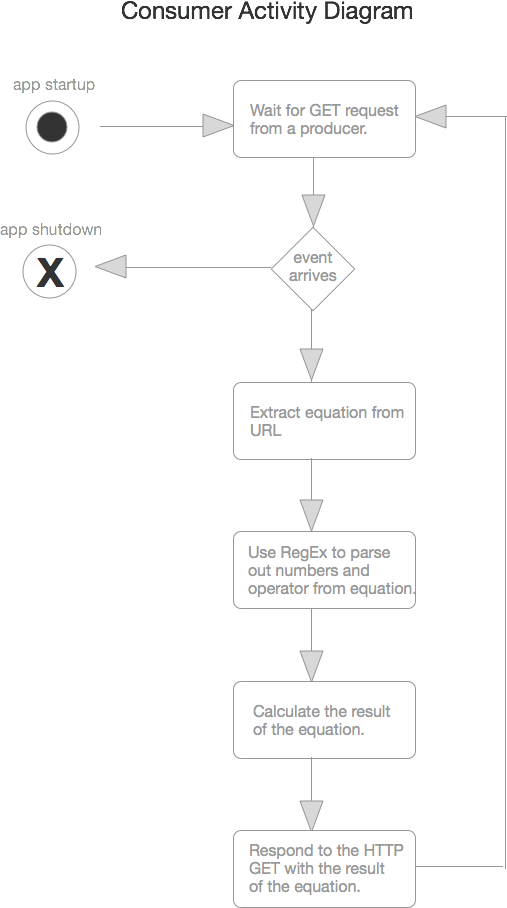 Consumer Activity Diagram
app startup
Wait for GET request
from a producer.
app shutdown
X
event
arrives
Extract equation from
URL
Use RegEx to parse
out numbers and
operator from equation.
Calculate the result
of the equation.
Respond to the HTTP
GET with the result
of the equation.